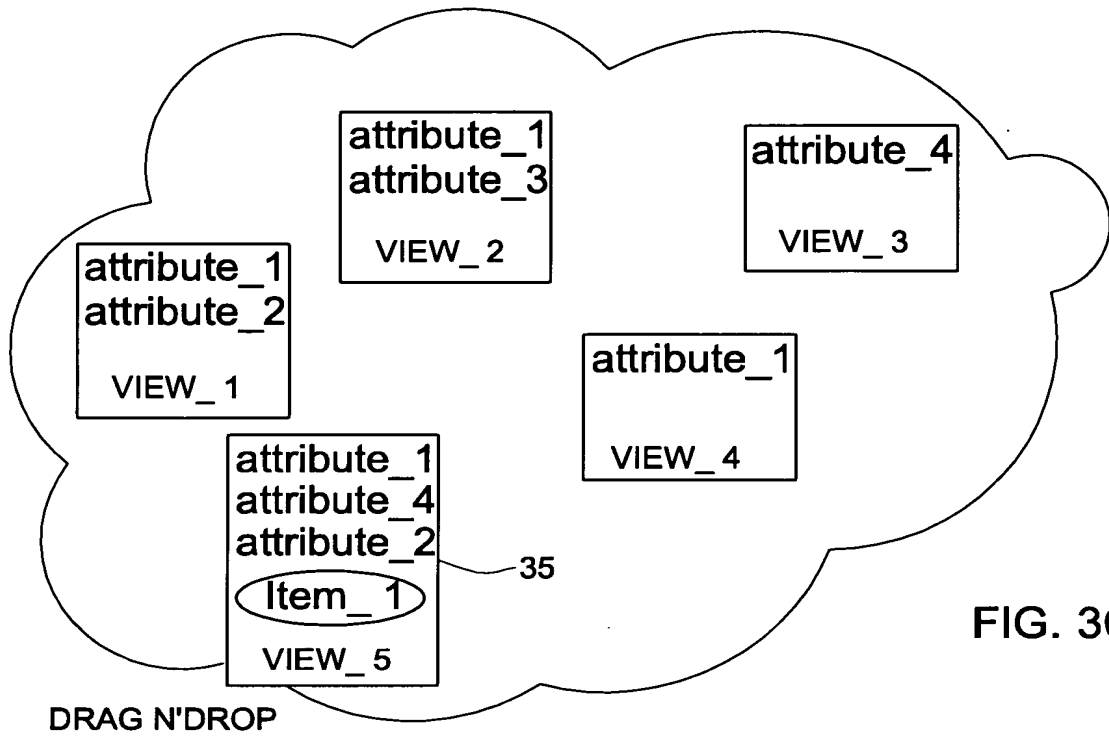 attribute_1
attribute_3
VIEW_ 2
attribute_4
VIEW_ 3
attribute_1
attribute_2
VIEW_ 1
attribute_1
VIEW_ 4
attribute_1
attribute_4
attribute_2
Item_ 1
VIEW_ 5
35
FIG.
DRAG N'DROP